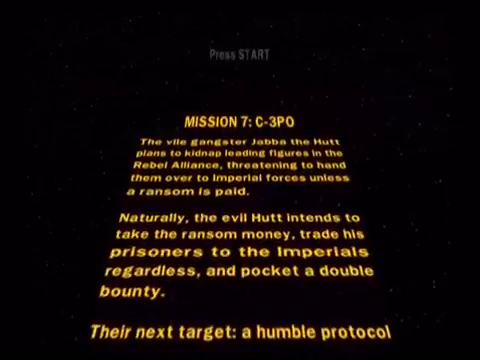 Press START
MISSION 7: C-3PO
The vile gangster Jabba the Hutt
plans to kidnap leading figures in the
Rebel Alliance, threatening to hand
them over to Imperial forces unless
a ransom is paid.
Naturally, the evil Hutt intends to
take the ransom money, trade his
prisoners to the Imperials
regardless, and pocket a double
bounty.
Their next target: a humble protocol